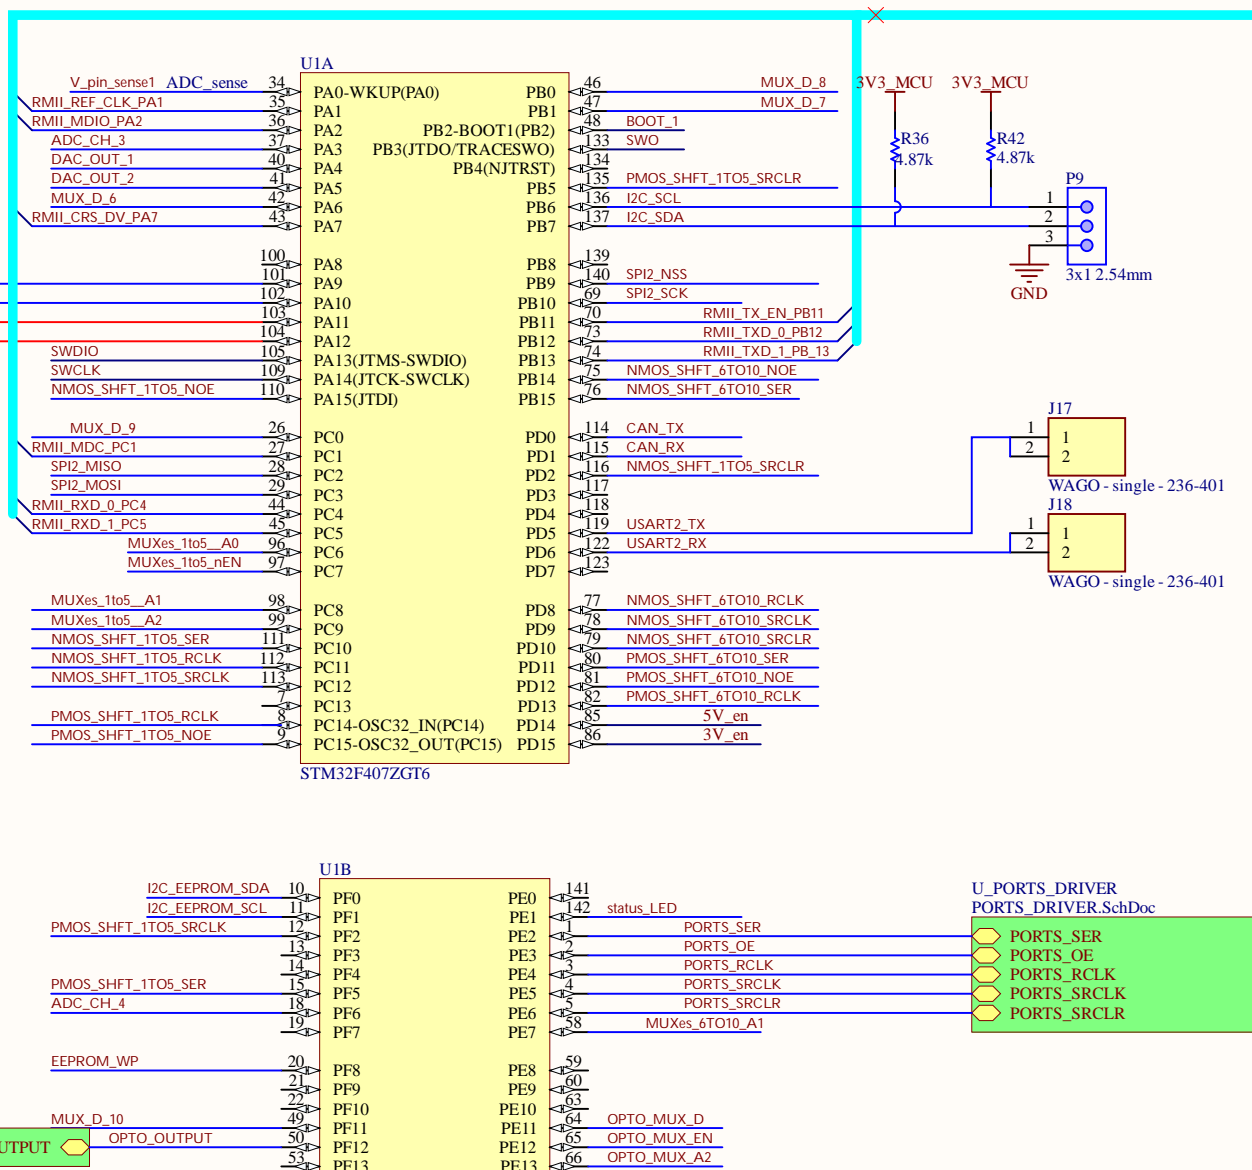 U1A
V_pin_sense1 ADC_sense 34 PA0-WKUP(PA0) PB0 46 MUX_D_8
RMII_REF_CLK_PA1 35 PA1 PB1 47 MUX_D_7
RMII_MDIO_PA2 36 PA2 PB2-BOOT1(PB2) 48 BOOT_1
ADC_CH_3 37 PA3 PB3(JTDO/TRACESWO) 133 SWO
DAC_OUT_1 40 PA4 PB4(NJTRST) 134
DAC_OUT_2 41 PA5 PB5 135 PMOS_SHFT_1TO5_SRCLR
MUX_D_6 42 PA6 PB6 136 I2C_SCL
RMII_CRS_DV_PA7 43 PA7 PB7 137 I2C_SDA
3V3_MCU 3V3_MCU
R36 R42
4.87k 4.87k
P9
1
2
3
3x1 2.54mm
GND
100 PA8 PB8 139
101 PA9 PB9 140 SPI2_NSS
102 PA10 PB10 69 SPI2_SCK
103 PA11 PB11 70 RMII_TX_EN_PB11
104 PA12 PB12 73 RMII_TXD_0_PB12
SWDIO 105 PA13(JTMS-SWDIO) PB13 74 RMII_TXD_1_PB_13
SWCLK 109 PA14(JTCK-SWCLK) PB14 75 NMOS_SHFT_6TO10_NOE
NMOS_SHFT_1TO5_NOE 110 PA15(JTDI) PB15 76 NMOS_SHFT_6TO10_SER
MUX_D_9 26 PC0 PD0 114 CAN_TX
RMII_MDC_PC1 27 PC1 PD1 115 CAN_RX
SPI2_MISO 28 PC2 PD2 116 NMOS_SHFT_1TO5_SRCLR
SPI2_MOSI 29 PC3 PD3 117
RMII_RXD_0_PC4 44 PC4 PD4 118
RMII_RXD_1_PC5 45 PC5 PD5 119 USART2_TX
MUXes_1to5__A0 96 PC6 PD6 122 USART2_RX
MUXes_1to5_nEN 97 PC7 PD7 123
J17
1 1
2 2
WAGO - single - 236-401
J18
1 1
2 2
WAGO - single - 236-401
MUXes_1to5__A1 98 PC8 PD8 77 NMOS_SHFT_6TO10_RCLK
MUXes_1to5__A2 99 PC9 PD9 78 NMOS_SHFT_6TO10_SRCLK
NMOS_SHFT_1TO5_SER 111 PC10 PD10 79 NMOS_SHFT_6TO10_SRCLR
NMOS_SHFT_1TO5_RCLK 112 PC11 PD11 80 PMOS_SHFT_6TO10_SER
NMOS_SHFT_1TO5_SRCLK 113 PC12 PD12 81 PMOS_SHFT_6TO10_NOE
7 PC13 PD13 82 PMOS_SHFT_6TO10_RCLK
PMOS_SHFT_1TO5_RCLK 8 PC14-OSC32_IN(PC14) PD14 85 5V_en
PMOS_SHFT_1TO5_NOE 9 PC15-OSC32_OUT(PC15) PD15 86 3V_en
STM32F407ZGT6
U1B
I2C_EEPROM_SDA 10 PF0 PE0 141
I2C_EEPROM_SCL 11 PF1 PE1 142 status_LED
PMOS_SHFT_1TO5_SRCLK 12 PF2 PE2 1 PORTS_SER
13 PF3 PE3 2 PORTS_OE
14 PF4 PE4 3 PORTS_RCLK
PMOS_SHFT_1TO5_SER 15 PF5 PE5 4 PORTS_SRCLK
ADC_CH_4 18 PF6 PE6 5 PORTS_SRCLR
19 PF7 PE7 58 MUXes_6TO10_A1
U_PORTS_DRIVER
PORTS_DRIVER.SchDoc
PORTS_SER
PORTS_OE
PORTS_RCLK
PORTS_SRCLK
PORTS_SRCLR
EEPROM_WP 20 PF8 PE8 59
21 PF9 PE9 60
22 PF10 PE10 63
MUX_D_10 49 PF11 PE11 64 OPTO_MUX_D
UTPUT OPTO_OUTPUT 50 PF12 PE12 65 OPTO_MUX_EN
53 PF13 PE13 66 OPTO_MUX_A2